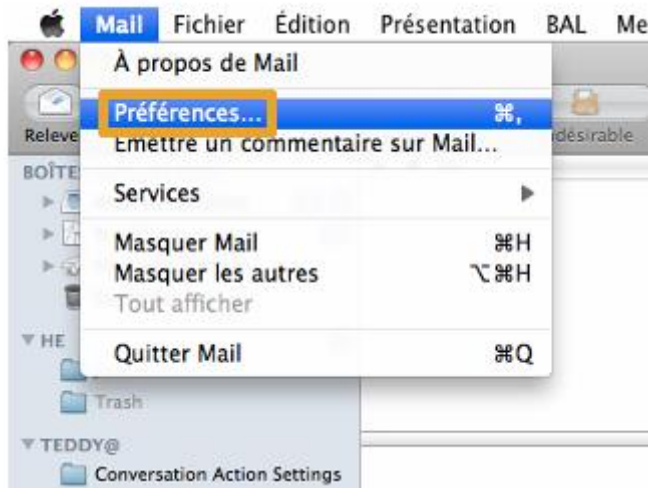 Mail Fichier Édition Présentation BAL Me
À propos de Mail
Préférences... ⌘,
Releve
Émettre un commentaire sur Mail...
désirable
BOÎTE
Services
Masquer Mail ⌘H
Masquer les autres ⌥⌘H
Tout afficher
HE
Quitter Mail ⌘Q
Trash
TEDDY@
Conversation Action Settings